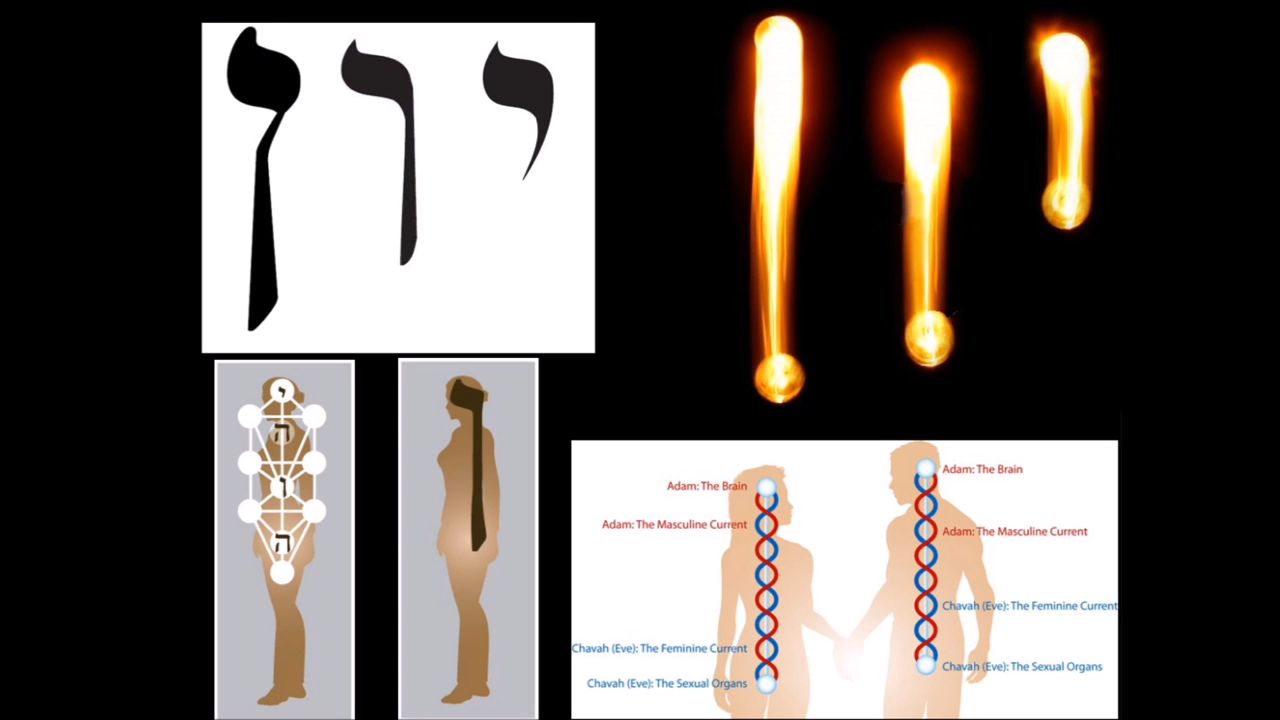 יון
י
ה
ו
ה
ו
Adam: The Brain
Adam: The Masculine Current
Chavah (Eve): The Feminine Current
Chavah (Eve): The Sexual Organs
Adam: The Brain
Adam: The Masculine Current
Chavah (Eve): The Feminine Current
Chavah (Eve): The Sexual Organs